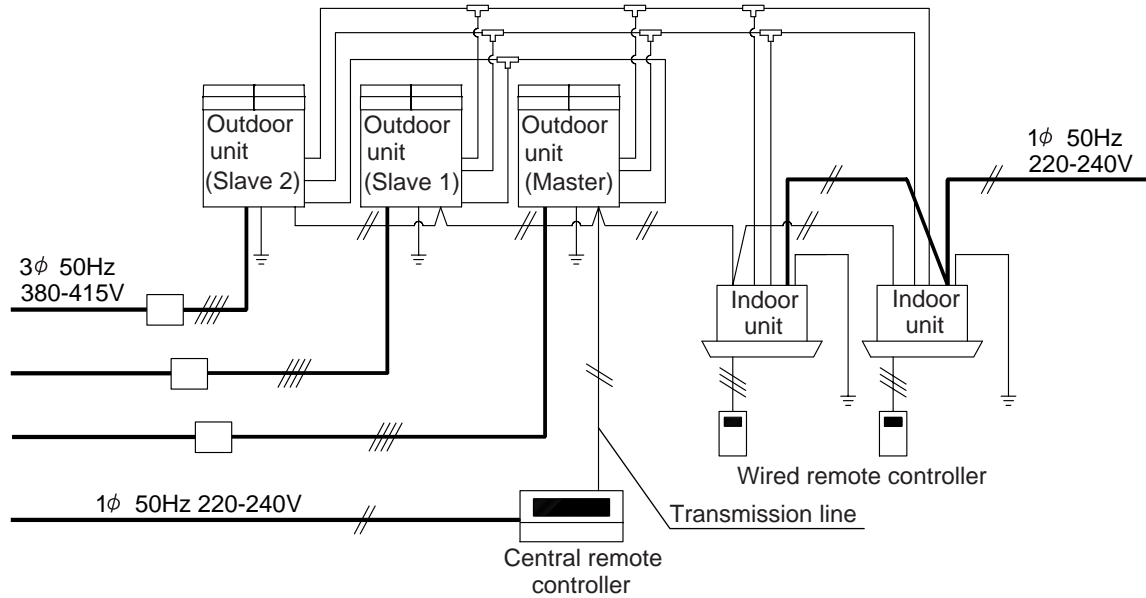 Outdoor
unit
(Slave 2)
Outdoor
unit
(Slave 1)
Outdoor
unit
(Master)
1ϕ 50Hz
220-240V
3ϕ 50Hz
380-415V
Indoor
unit
Indoor
unit
Wired remote controller
1ϕ 50Hz 220-240V
Transmission line
Central remote
controller